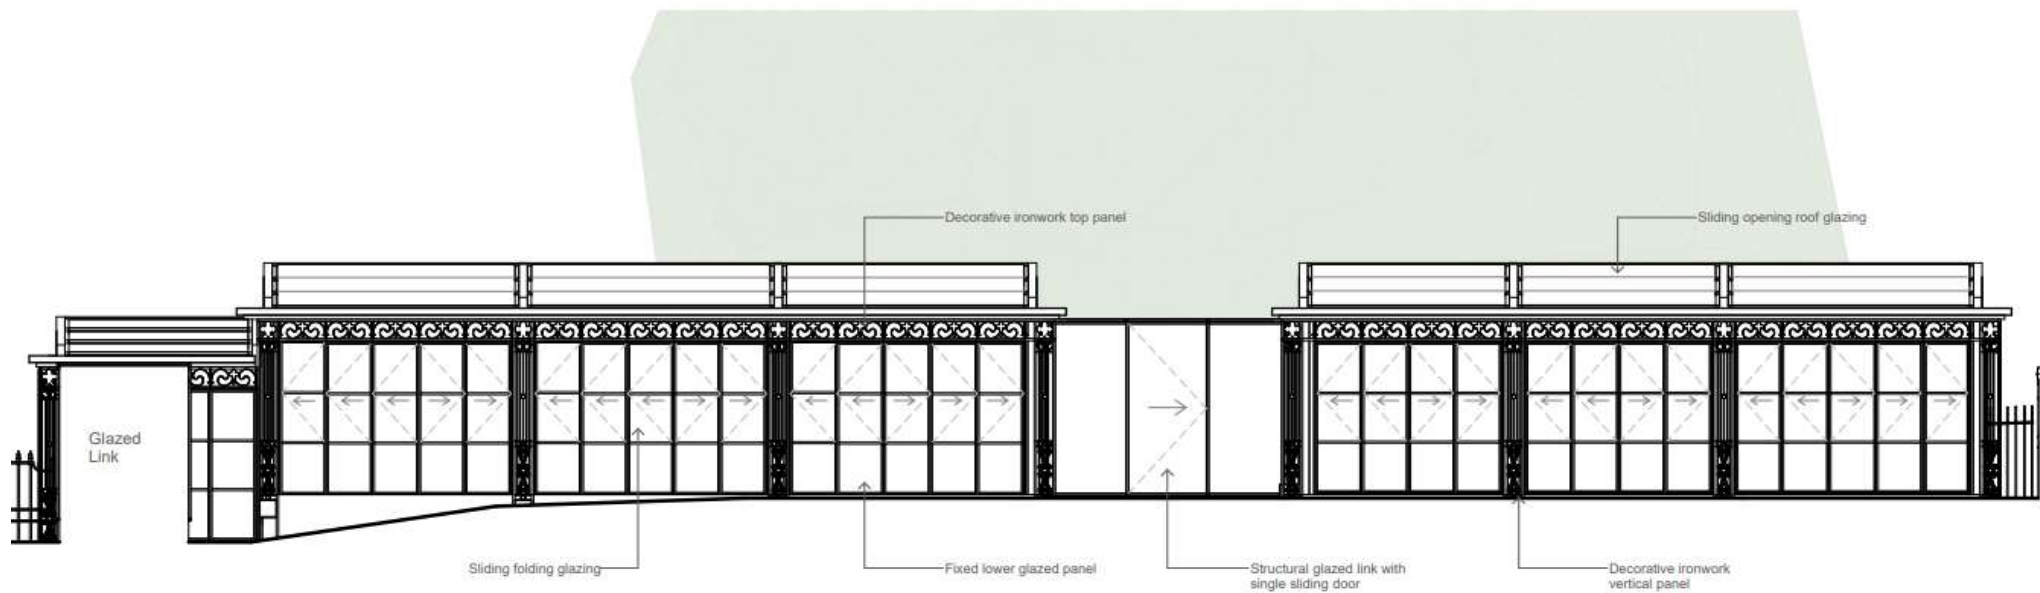 Decorative ironwork top panel
Sliding opening roof glazing
Glazed
Link
Sliding folding glazing
Fixed lower glazed panel
Structural glazed link with
single sliding door
Decorative ironwork
vertical panel